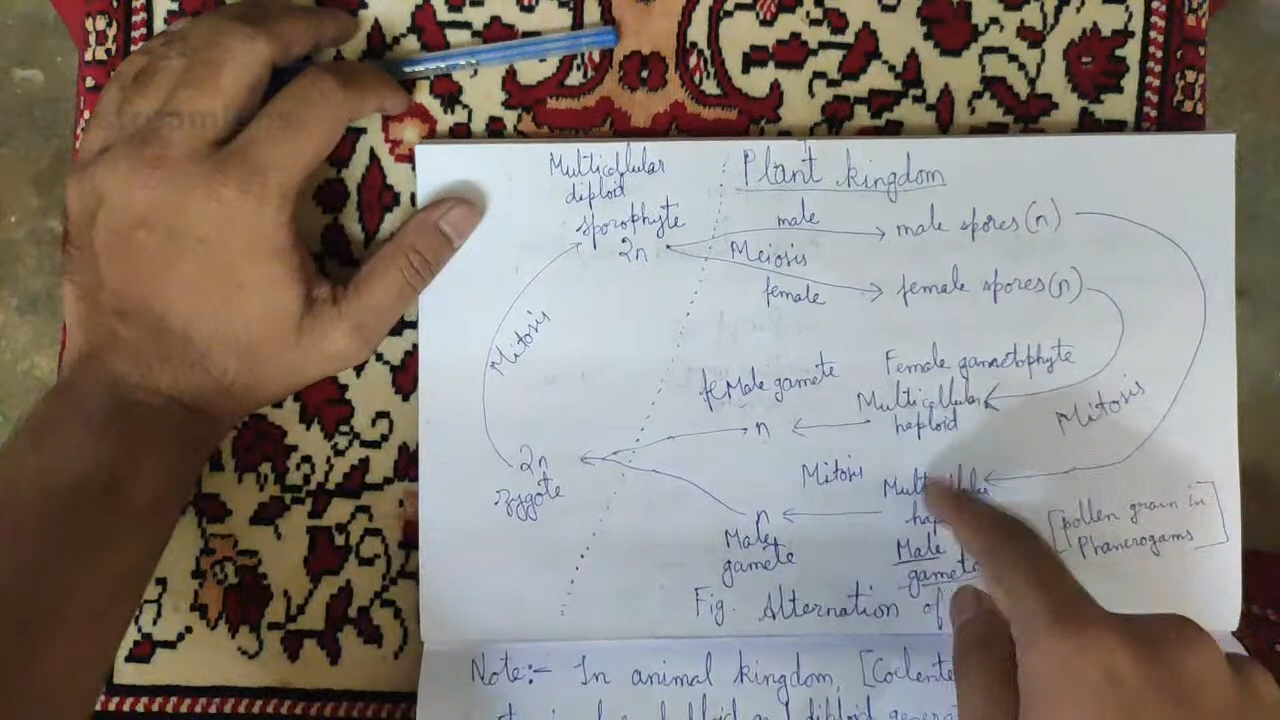 Plant kingdom
Multicellular
diploid
sporophyte
2n
male
Meiosis
female
male spores (n)
female spores (n)
Mitosis
Female gametophyte
Multicellular
haploid
feMale gamete
n
Mitosis
Mitosis
2n
zygote
n
Male
gamete
Male
[pollen grain in
Phanerogams]
Fig. Alternation of
Note:- In animal kingdom,